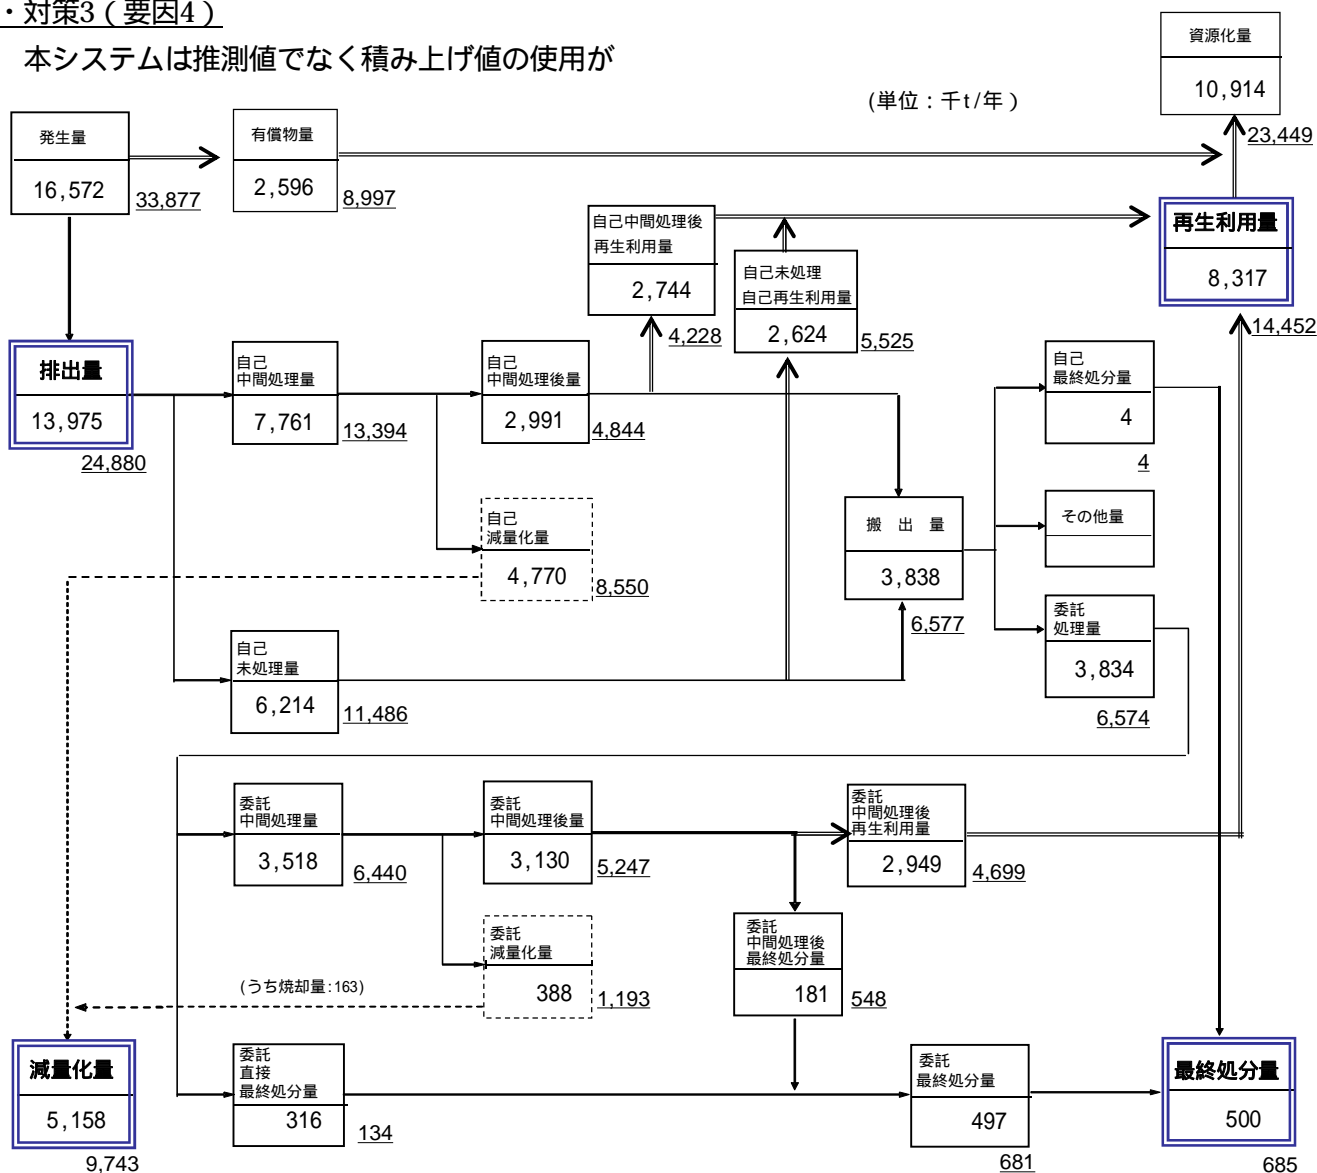 ・対策3（要因4）
本システムは推測値でなく積み上げ値の使用が
(単位：千t/年）
資源化量
10,914
23,449
発生量
16,572
33,877
有償物量
2,596
8,997
自己中間処理後
再生利用量
2,744
4,228
自己未処理
自己再生利用量
2,624
5,525
再生利用量
8,317
14,452
排出量
13,975
24,880
自己
中間処理量
7,761
13,394
自己
中間処理後量
2,991
4,844
自己
減量化量
4,770
8,550
自己
未処理量
6,214
11,486
搬　出　量
3,838
6,577
自己
最終処分量
4
4
その他量
委託
処理量
3,834
6,574
委託
中間処理量
3,518
6,440
委託
中間処理後量
3,130
5,247
委託
中間処理後
再生利用量
2,949
4,699
委託
減量化量
388
1,193
(うち焼却量:163)
委託
中間処理後
最終処分量
181
548
減量化量
5,158
9,743
委託
直接
最終処分量
316
134
委託
最終処分量
497
681
最終処分量
500
685